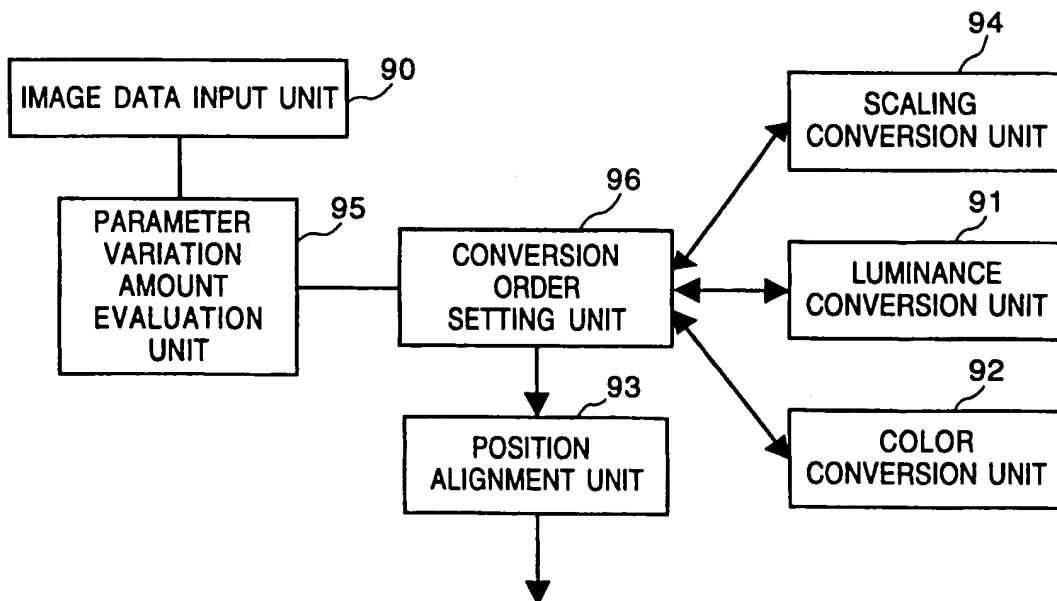 90
IMAGE DATA INPUT UNIT
95
PARAMETER
VARIATION
AMOUNT
EVALUATION
UNIT
96
CONVERSION
ORDER
SETTING UNIT
94
SCALING
CONVERSION UNIT
91
LUMINANCE
CONVERSION UNIT
92
COLOR
CONVERSION UNIT
93
POSITION
ALIGNMENT UNIT